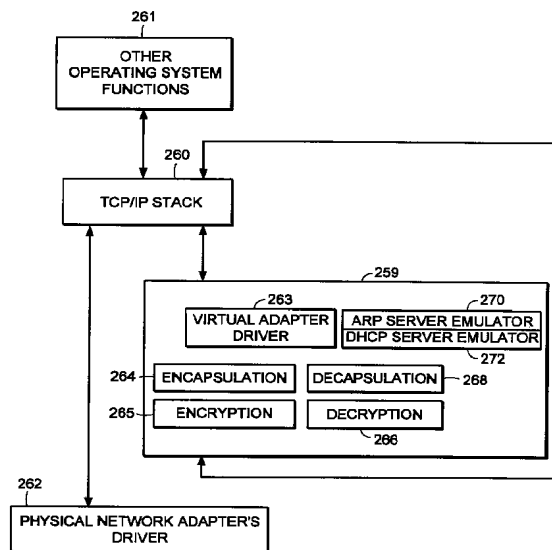 261
OTHER
OPERATING SYSTEM
FUNCTIONS
260
TCP/IP STACK
259
263
270
VIRTUAL ADAPTER
DRIVER
ARP SERVER EMULATOR
DHCP SERVER EMULATOR
272
264
ENCAPSULATION
DECAPSULATION
268
265
ENCRYPTION
DECRYPTION
266
262
PHYSICAL NETWORK ADAPTER'S
DRIVER